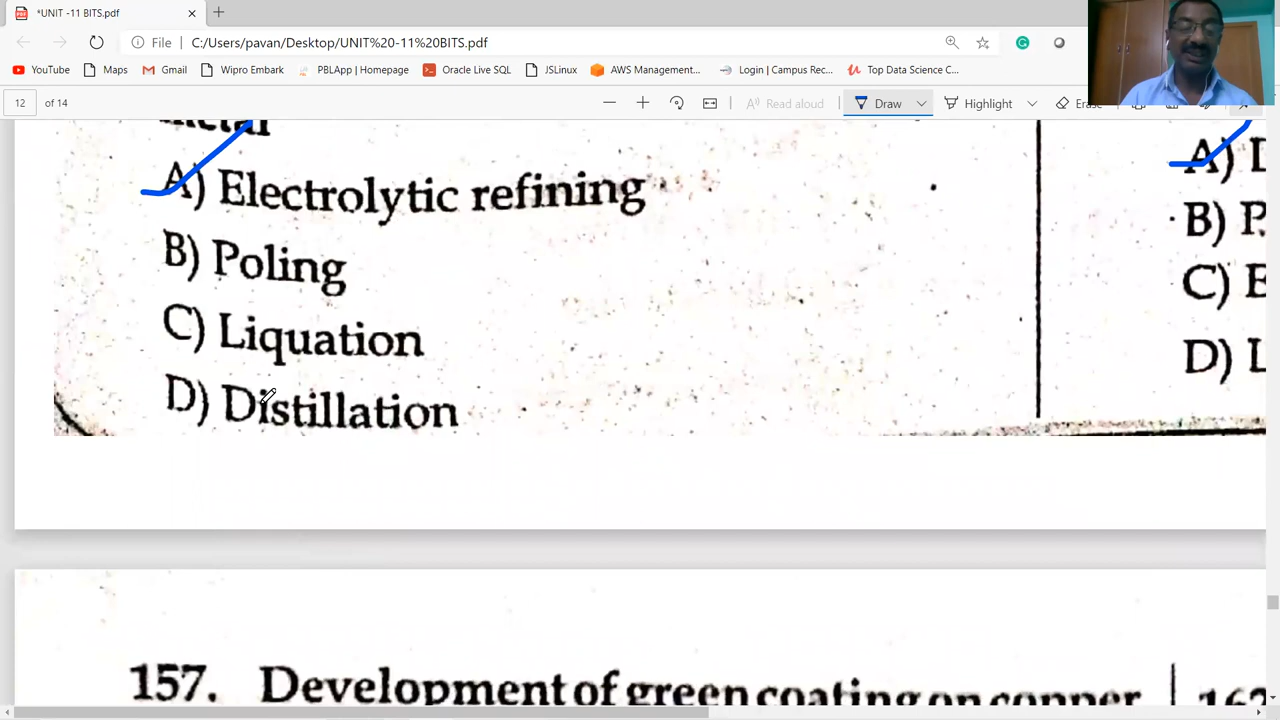 *UNIT -11 BITS.pdf
File C:/Users/pavan/Desktop/UNIT%20-11%20BITS.pdf
YouTube Maps Gmail Wipro Embark PBLApp | Homepage Oracle Live SQL JSLinux AWS Management... Login | Campus Rec... Top Data Science C...
12 of 14 Read aloud Draw Highlight Erase
metal
A) Electrolytic refining
B) Poling
C) Liquation
D) Distillation
A)
B) P
C) E
D) L
157. Development of green coating on copper